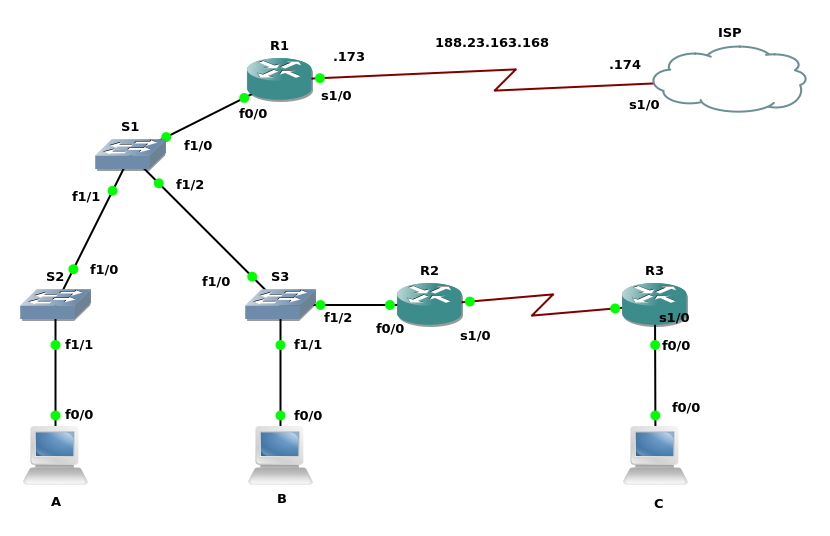 ISP
188.23.163.168
R1
.173
.174
s1/0
s1/0
f0/0
S1
f1/0
f1/1
f1/2
S2
f1/0
f1/0
S3
R2
R3
f1/2
f0/0
s1/0
s1/0
f1/1
f1/1
f0/0
f0/0
f0/0
f0/0
A
B
C